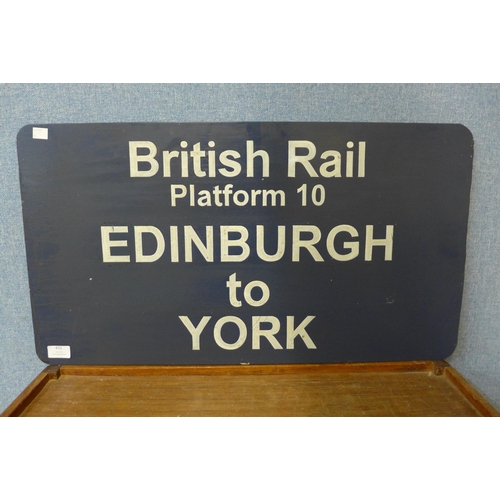 British Rail
Platform 10
EDINBURGH
to
YORK